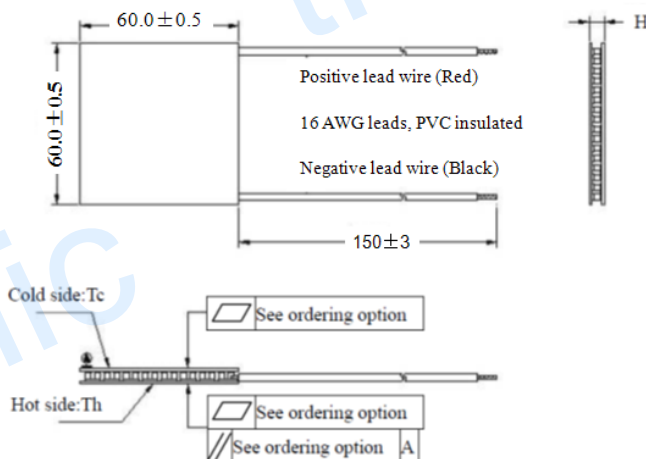 60.0±0.5
H
60.0±0.5
Positive lead wire (Red)
16 AWG leads, PVC insulated
Negative lead wire (Black)
150±3
Cold side:Tc
See ordering option
Hot side:Th
See ordering option
See ordering option A